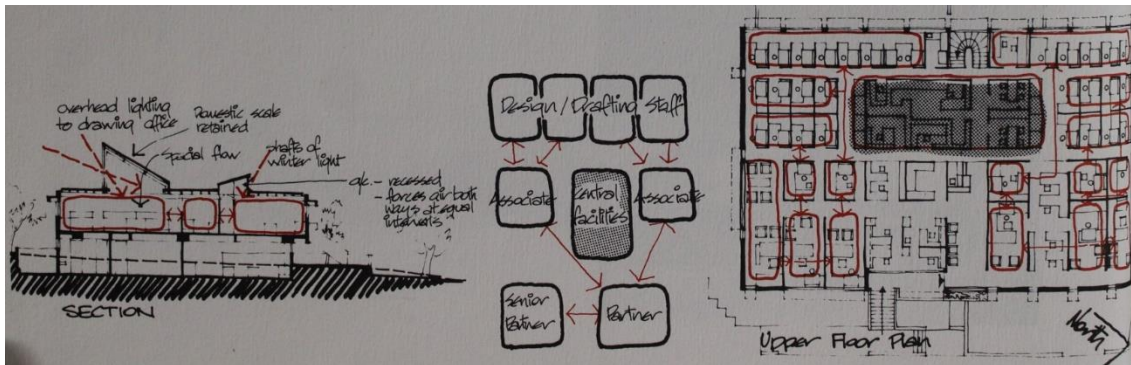 overhead lighting
to drawing office
Domestic scale
retained
spacial flow
shafts of
winter light
a/c. - recessed
- forces air both
ways at equal
intervals
SECTION
Design / Drafting Staff
Associate
Central
facilities
Associate
Senior
Partner
Partner
Upper Floor Plan
North